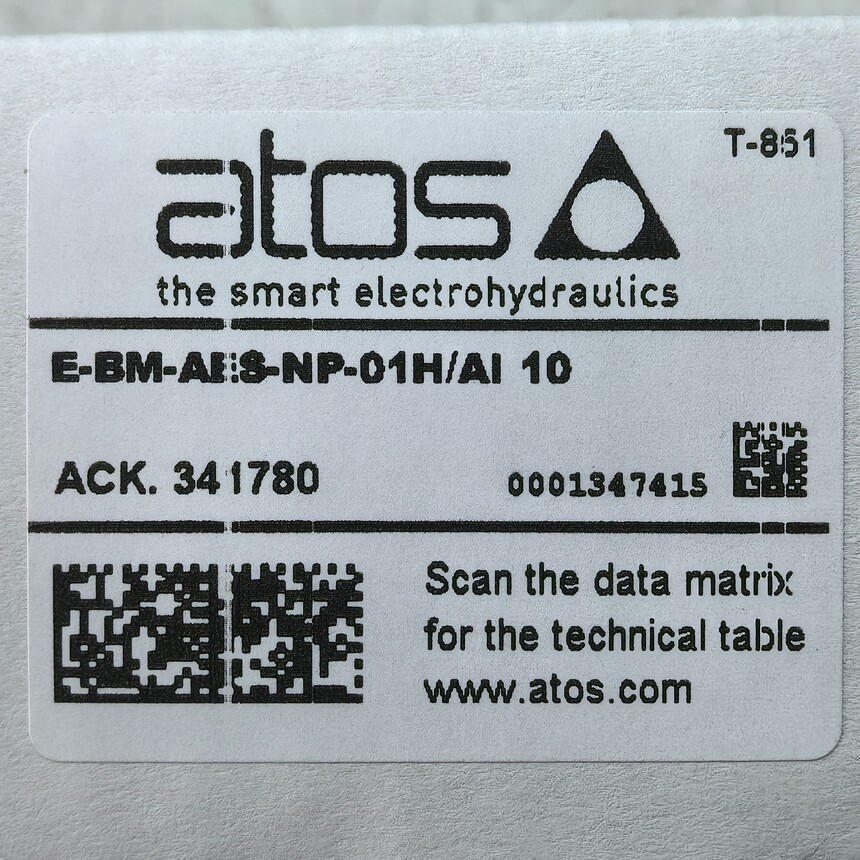 atos
T-851
the smart electrohydraulics
E-BM-AES-NP-01H/AI 10
ACK. 341780
0001347415
Scan the data matrix
for the technical table
www.atos.com